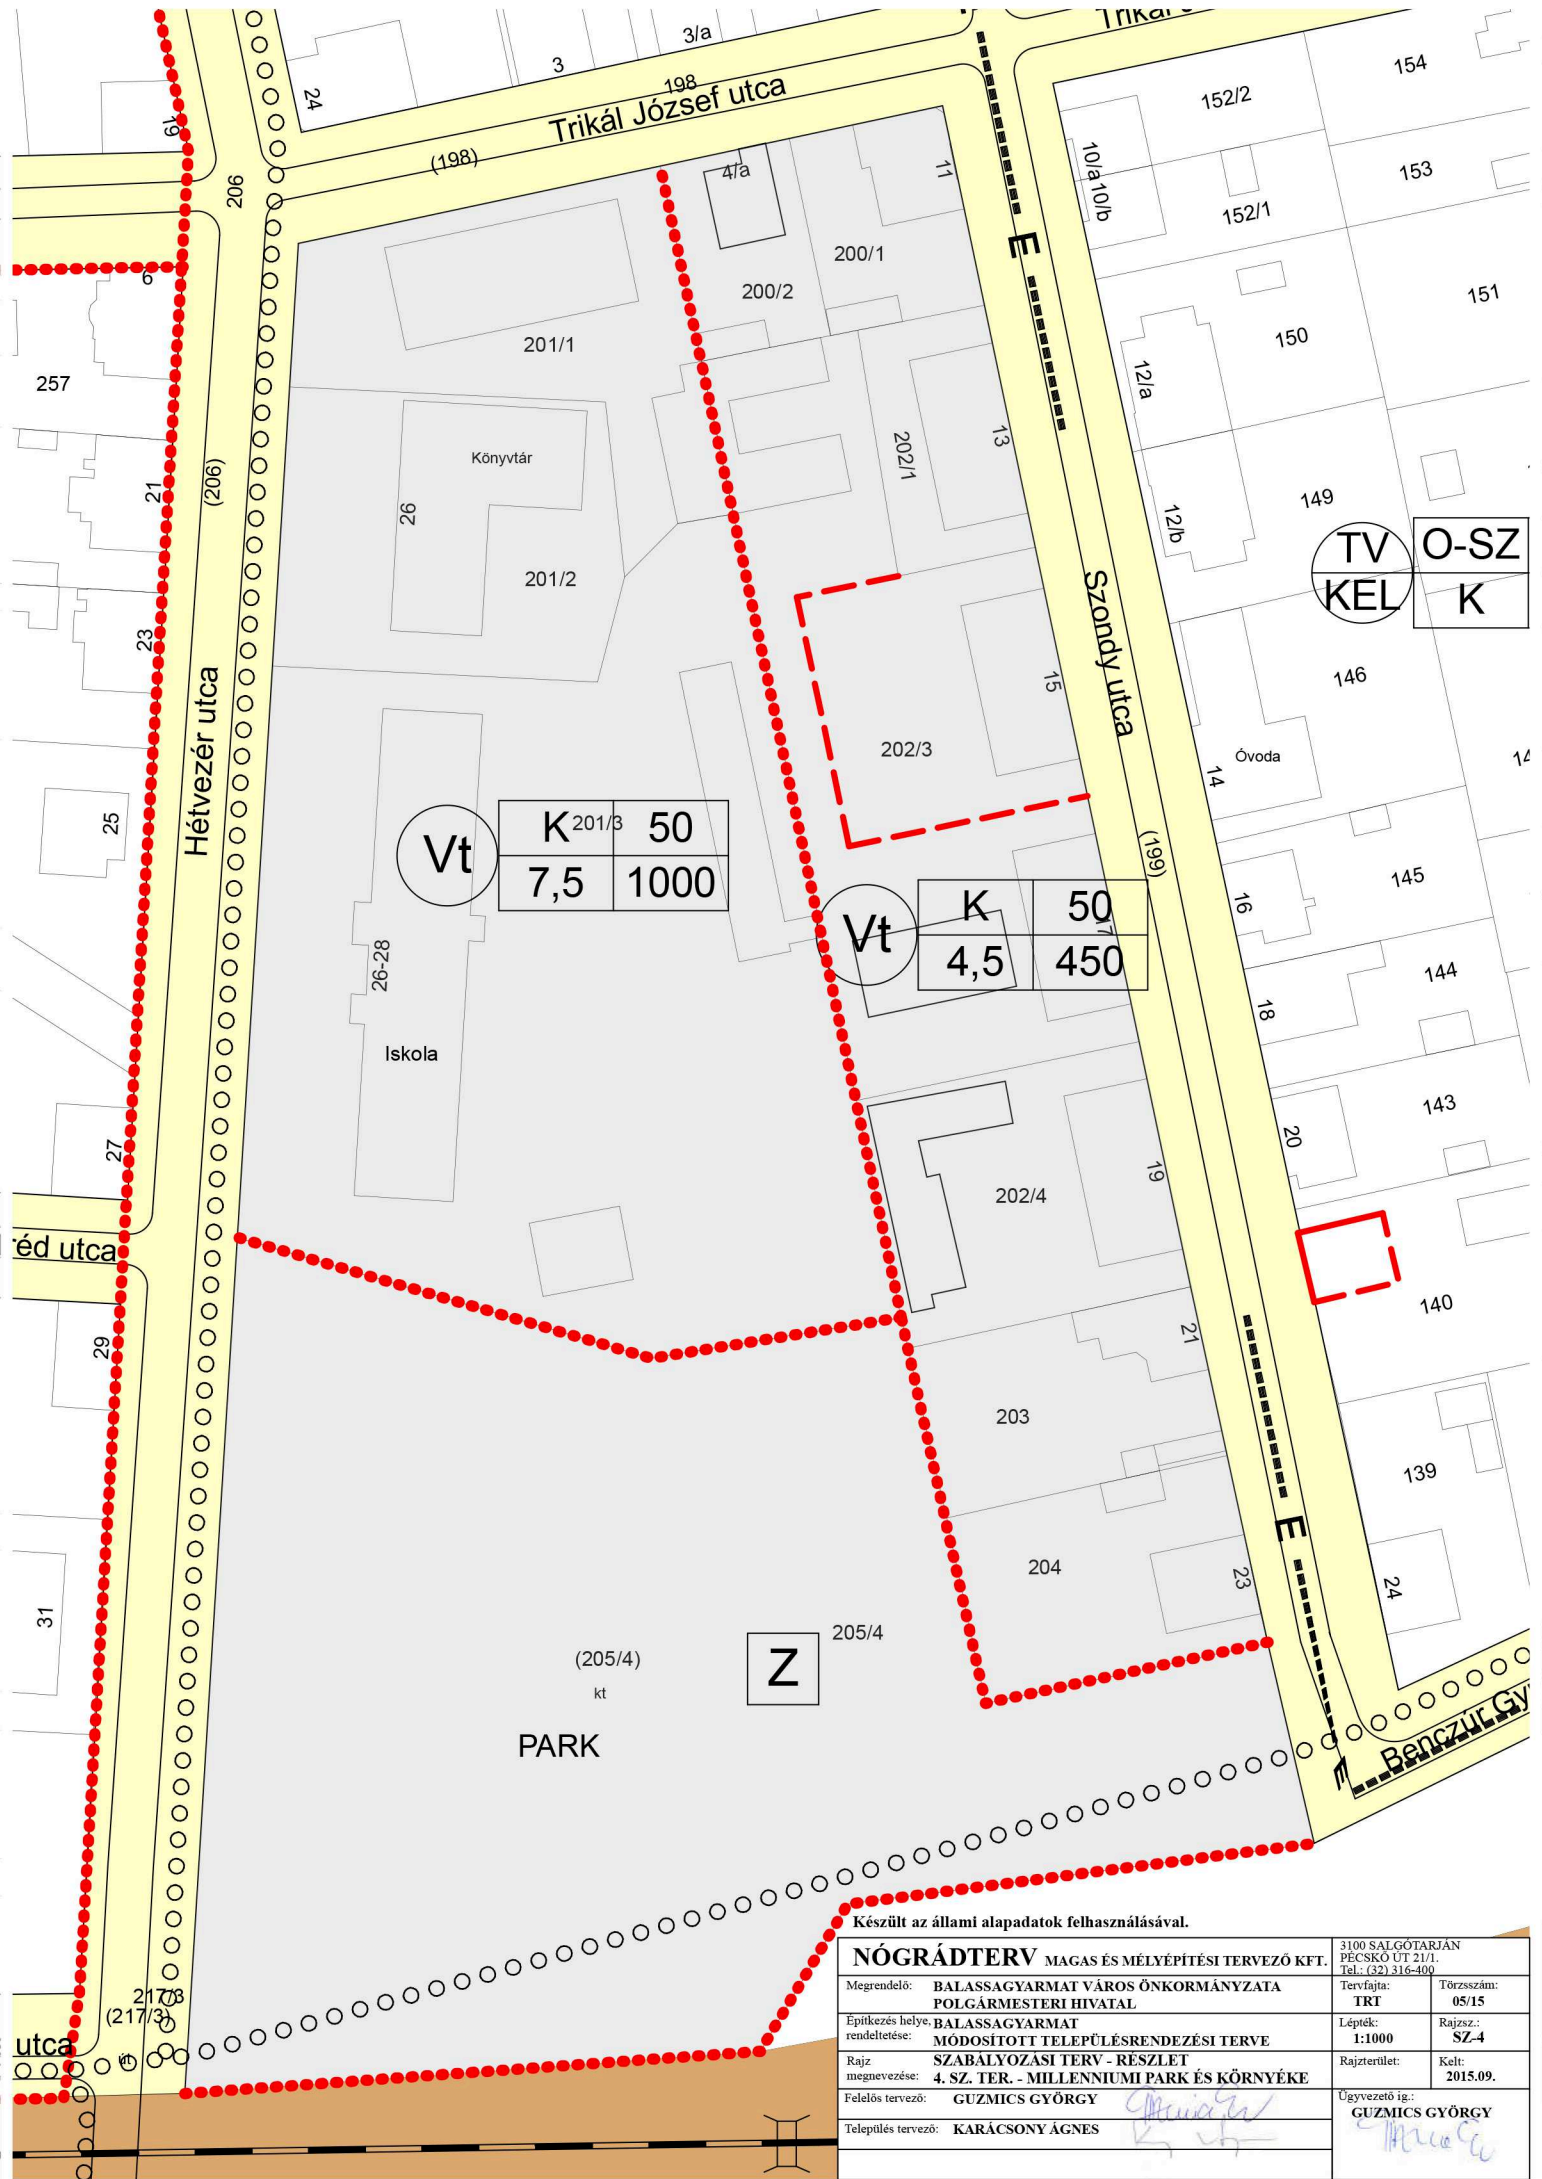 3/a
3
198
Trikál József utca
(198)
24
19
206
154
152/2
153
152/1
10/a
10/b
11
4/a
200/1
200/2
6
151
150
201/1
257
12/a
13
202/1
Könyvtár
21
(206)
26
12/b
149
TV
O-SZ
KEL
K
201/2
Szondy utca
23
15
146
Hétvezér utca
202/3
Óvoda
14
25
Vt
K
201/3
50
7,5
1000
(199)
145
16
Vt
K
50
17
4,5
450
26-28
144
18
Iskola
143
20
27
19
202/4
réd utca
140
21
29
203
139
E
E
E
204
23
24
31
205/4
(205/4)
kt
Z
PARK
217/3
(217/3)
út
utca
Készült az állami alapadatok felhasználásával.
NÓGRÁDTERV MAGAS ÉS MÉLYÉPÍTÉSI TERVEZŐ KFT.
3100 SALGÓTARJÁN
PÉCSKŐ ÚT 21/1.
Tel.: (32) 316-400
Megrendelő: BALASSAGYARMAT VÁROS ÖNKORMÁNYZATA
POLGÁRMESTERI HIVATAL
Tervfajta:
TRT
Törzsszám:
05/15
Építkezés helye, rendeltetése: BALASSAGYARMAT
MÓDOSÍTOTT TELEPÜLÉSRENDEZÉSI TERVE
Lépték:
1:1000
Rajzsz.:
SZ-4
Rajz megnevezése: SZABÁLYOZÁSI TERV - RÉSZLET
4. SZ. TER. - MILLENNIUMI PARK ÉS KÖRNYÉKE
Rajzterület:
Kelt:
2015.09.
Felelős tervező: GUZMICS GYÖRGY
Ügyvezető ig.:
GUZMICS GYÖRGY
Település tervező: KARÁCSONY ÁGNES